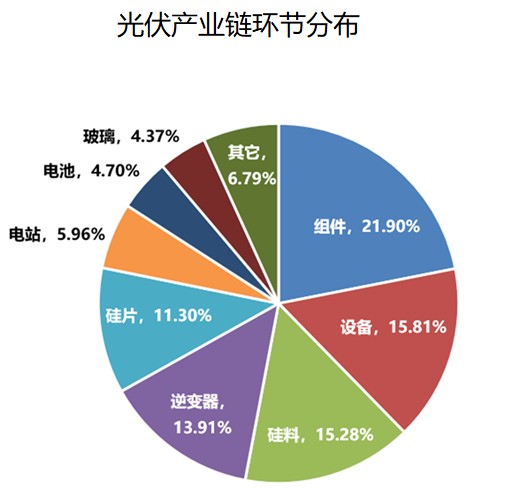 光伏产业链环节分布
玻璃，4.37%
其它，
6.79%
电池，4.70%
组件，21.90%
电站，5.96%
硅片，11.30%
设备，15.81%
逆变器，
13.91%
硅料，15.28%